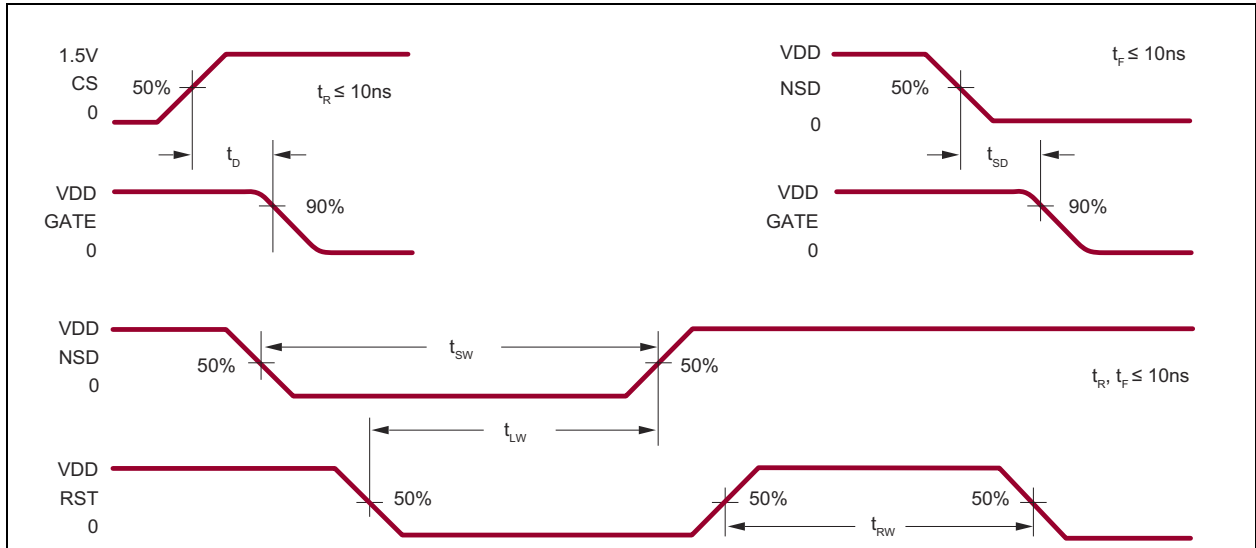 1.5V
CS
0
50%
t_R ≤ 10ns
t_D
VDD
GATE
0
90%
VDD
NSD
0
50%
t_F ≤ 10ns
t_SD
VDD
GATE
0
90%
VDD
NSD
0
50%
t_SW
50%
t_R, t_F ≤ 10ns
t_LW
VDD
RST
0
50%
50%
50%
t_RW